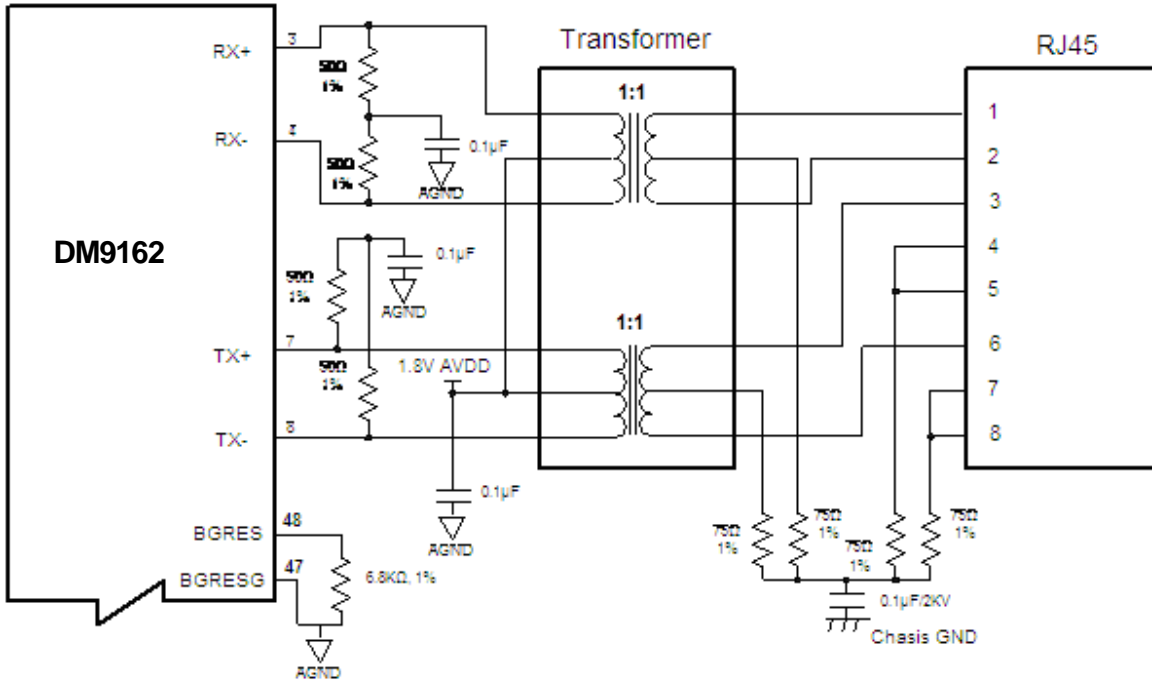 Transformer
RJ45
RX+
3
50Ω
1%
1:1
1
RX-
4
0.1µF
2
50Ω
1%
AGND
3
DM9162
0.1µF
4
50Ω
1%
AGND
5
1:1
TX+
7
50Ω
1%
1.8V AVDD
6
7
TX-
8
8
0.1µF
AGND
BGRES
48
6.8KΩ, 1%
BGRESG
47
AGND
75Ω
1%
75Ω
1%
75Ω
1%
75Ω
1%
0.1µF/2KV
Chasis GND